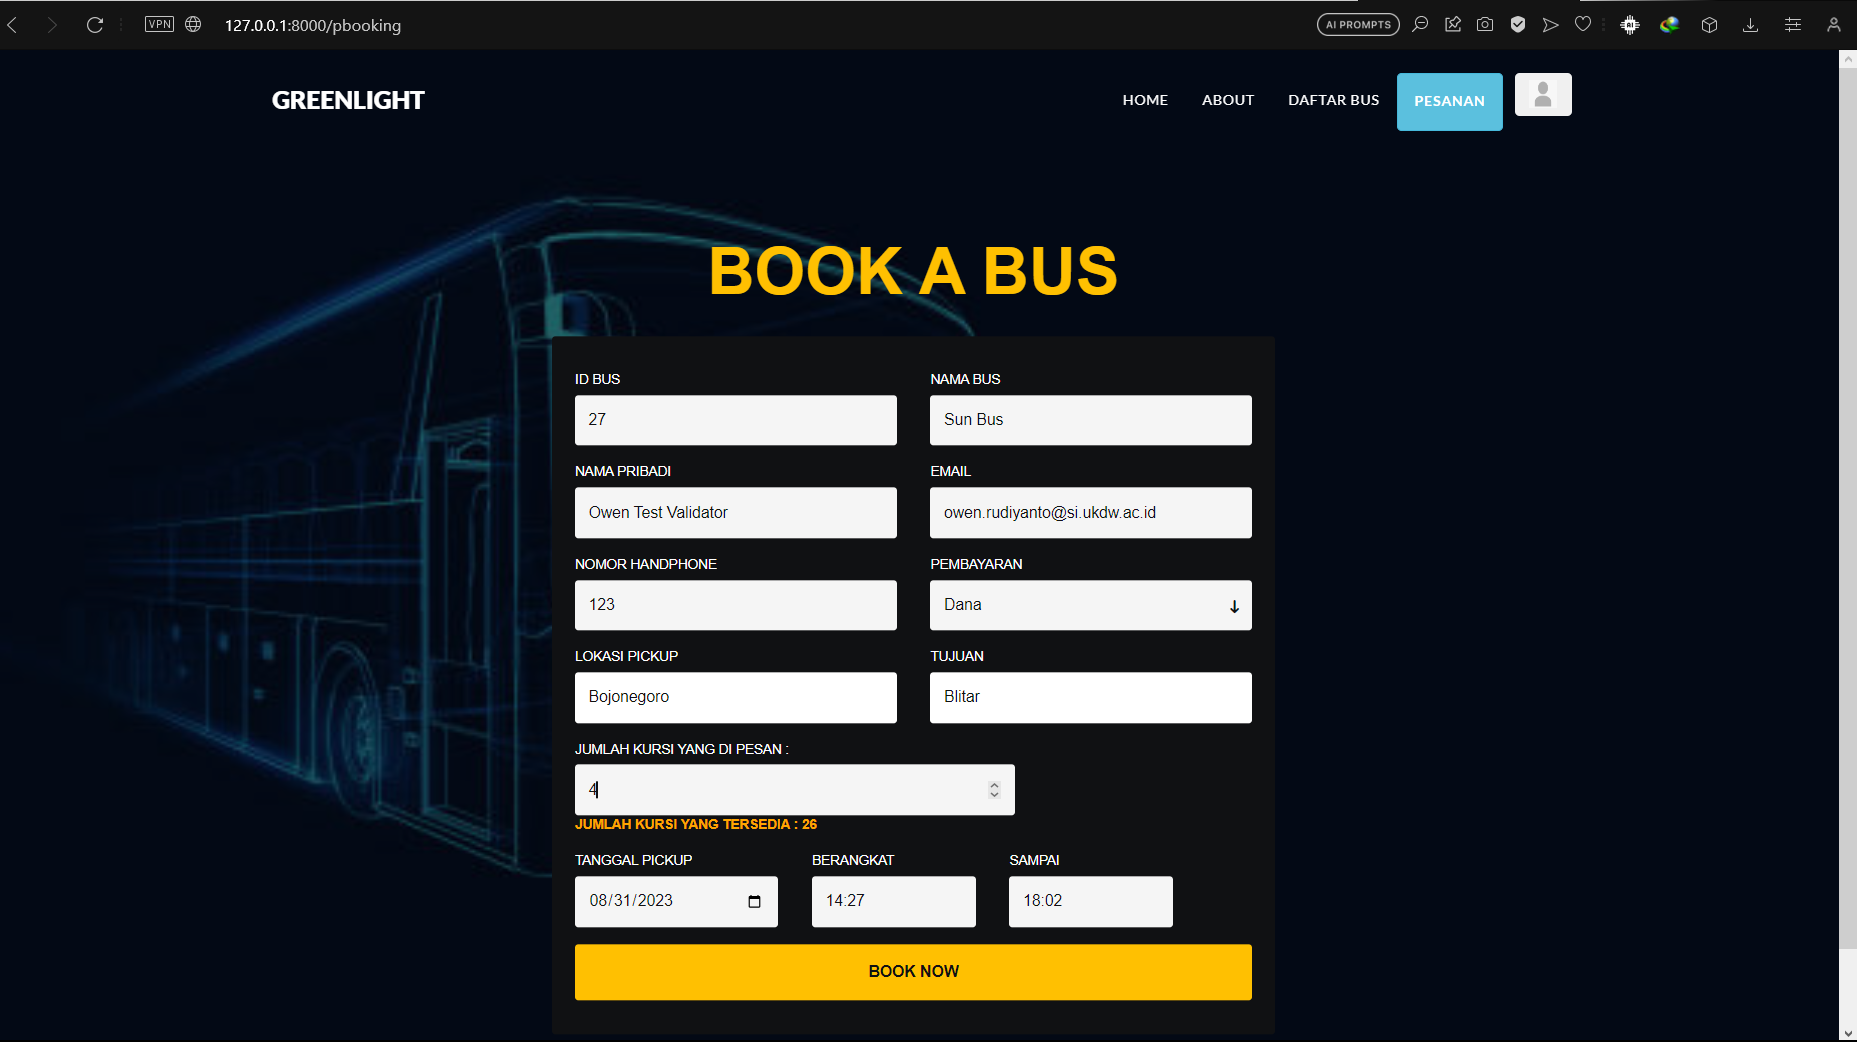 VPN
127.0.0.1:8000/pbooking
AI PROMPTS
GREENLIGHT
HOME
ABOUT
DAFTAR BUS
PESANAN
BOOK A BUS
ID BUS
NAMA BUS
27
Sun Bus
NAMA PRIBADI
EMAIL
Owen Test Validator
owen.rudiyanto@si.ukdw.ac.id
NOMOR HANDPHONE
PEMBAYARAN
123
Dana
LOKASI PICKUP
TUJUAN
Bojonegoro
Blitar
JUMLAH KURSI YANG DI PESAN :
4
JUMLAH KURSI YANG TERSEDIA : 26
TANGGAL PICKUP
BERANGKAT
SAMPAI
08/31/2023
14:27
18:02
BOOK NOW